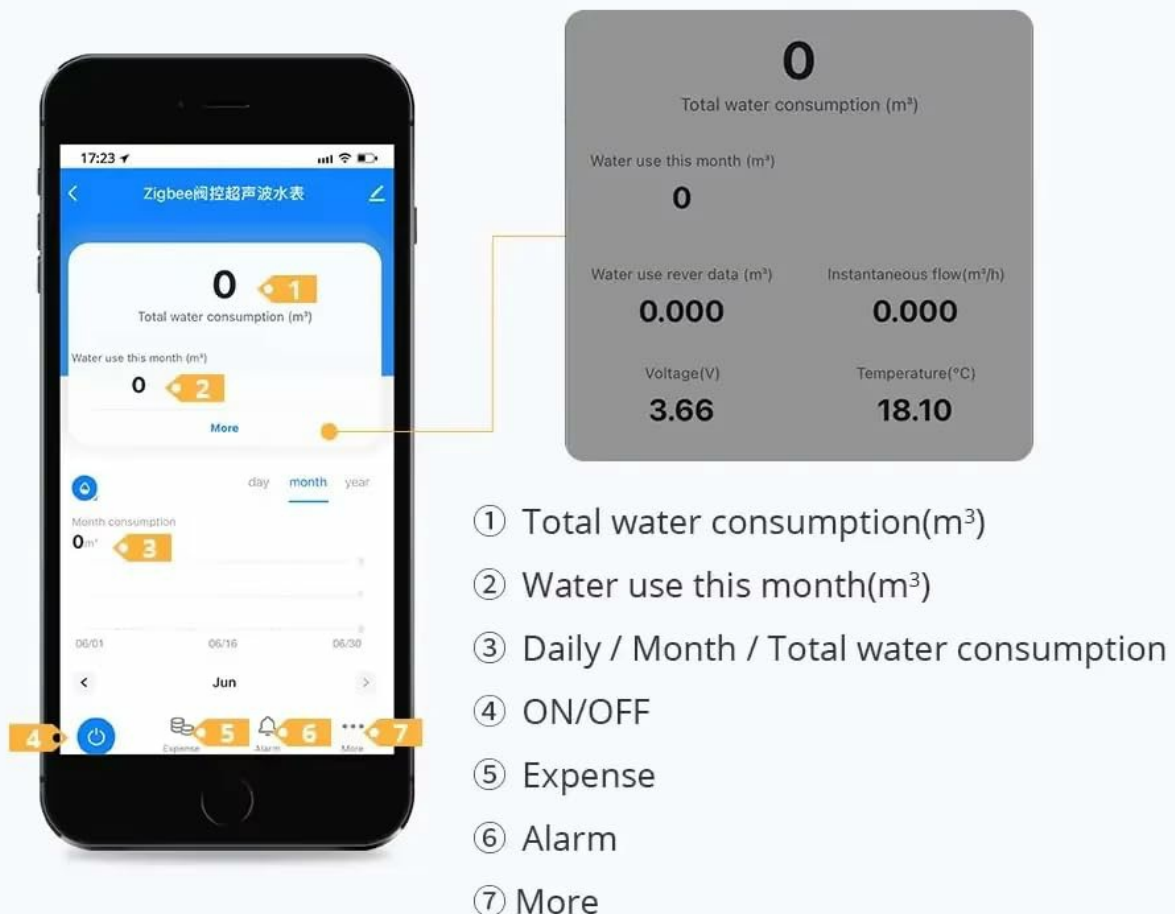 17:23
Zigbee阀控超声波水表
0
1
Total water consumption (m³)
Water use this month (m³)
0
2
More
day month year
Month consumption
0m³
3
06/01 06/16 06/30
Jun
4
Expense
5
Alarm
6
More
7
0
Total water consumption (m³)
Water use this month (m³)
0
Water use rever data (m³) Instantaneous flow(m³/h)
0.000 0.000
Voltage(V) Temperature(°C)
3.66 18.10
① Total water consumption(m³)
② Water use this month(m³)
③ Daily / Month / Total water consumption
④ ON/OFF
⑤ Expense
⑥ Alarm
⑦ More